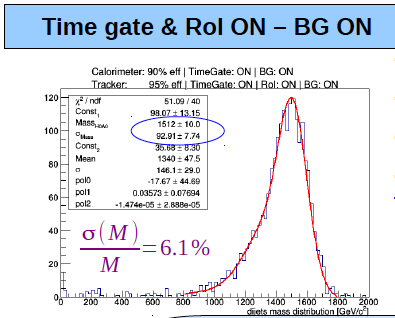 Time gate & RoI ON – BG ON
Calorimeter: 90% eff | TimeGate: ON | BG: ON
Tracker: 95% eff | TimeGate: ON | RoI: ON | BG: ON
χ² / ndf 51.09 / 40
Const₁ 98.07 ± 13.15
Mass_H0/A0 1512 ± 10.0
σ_Mass 92.91 ± 7.74
Const₂ 35.68 ± 8.30
Mean 1340 ± 47.5
σ 146.1 ± 29.0
pol0 -17.67 ± 44.69
pol1 0.03573 ± 0.07694
pol2 -1.474e-05 ± 2.888e-05
σ(M)/M = 6.1%
120
100
80
60
40
20
0
0 200 400 600 800 1000 1200 1400 1600 1800 2000
dijets mass distribution [GeV/c²]